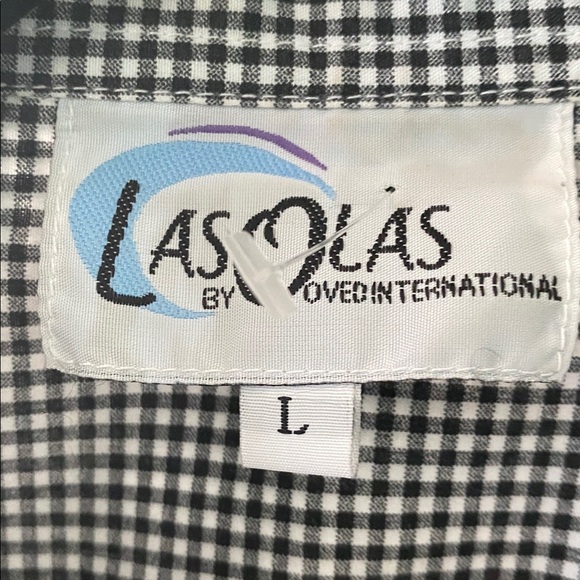 LAS OLAS
BY OVED INTERNATIONAL
L